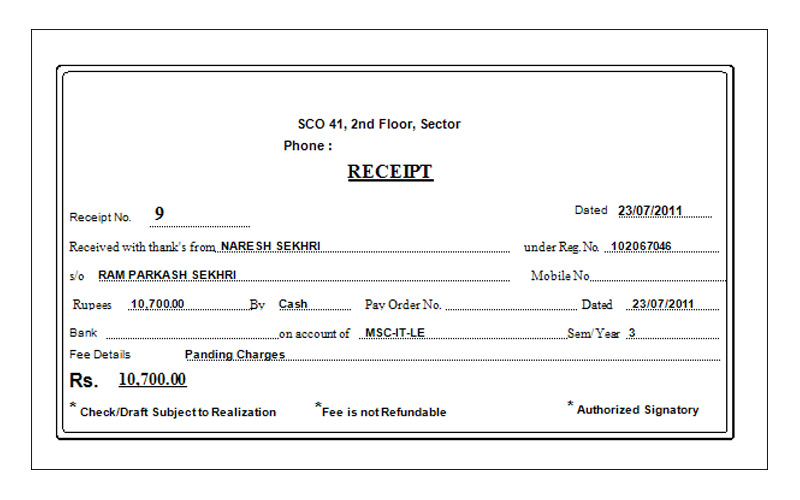 SCO 41, 2nd Floor, Sector
Phone :
RECEIPT
Receipt No. 9 Dated 23/07/2011
Received with thank's from NARESH SEKHRI under Reg. No. 102067046
s/o RAM PARKASH SEKHRI Mobile No
Rupees 10,700.00 By Cash Pay Order No. Dated 23/07/2011
Bank on account of MSC-IT-LE Sem/Year 3
Fee Details Panding Charges
Rs. 10,700.00
* Check/Draft Subject to Realization *Fee is not Refundable * Authorized Signatory